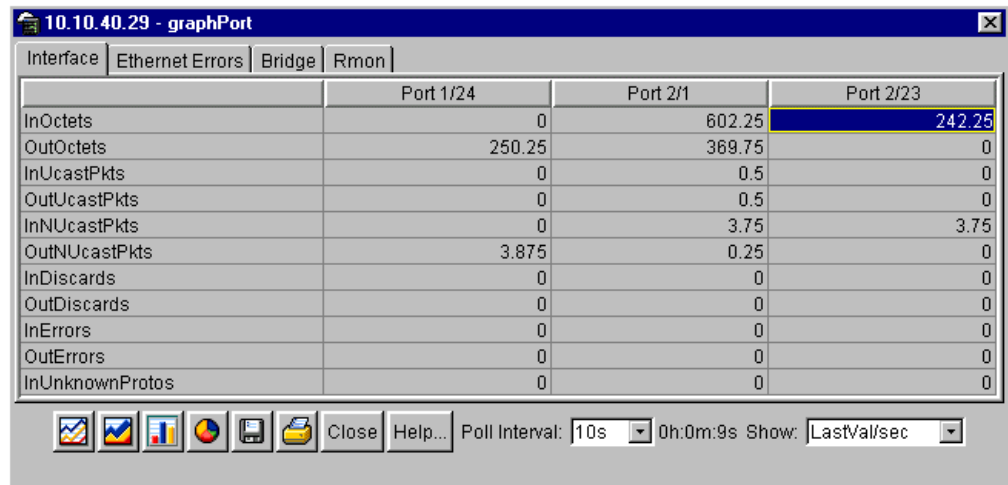 10.10.40.29 - graphPort
Interface Ethernet Errors Bridge Rmon
Port 1/24 Port 2/1 Port 2/23
InOctets 0 602.25 242.25
OutOctets 250.25 369.75 0
InUcastPkts 0 0.5 0
OutUcastPkts 0 0.5 0
InNUcastPkts 0 3.75 3.75
OutNUcastPkts 3.875 0.25 0
InDiscards 0 0 0
OutDiscards 0 0 0
InErrors 0 0 0
OutErrors 0 0 0
InUnknownProtos 0 0 0
Close Help... Poll Interval: 10s 0h:0m:9s Show: LastVal/sec